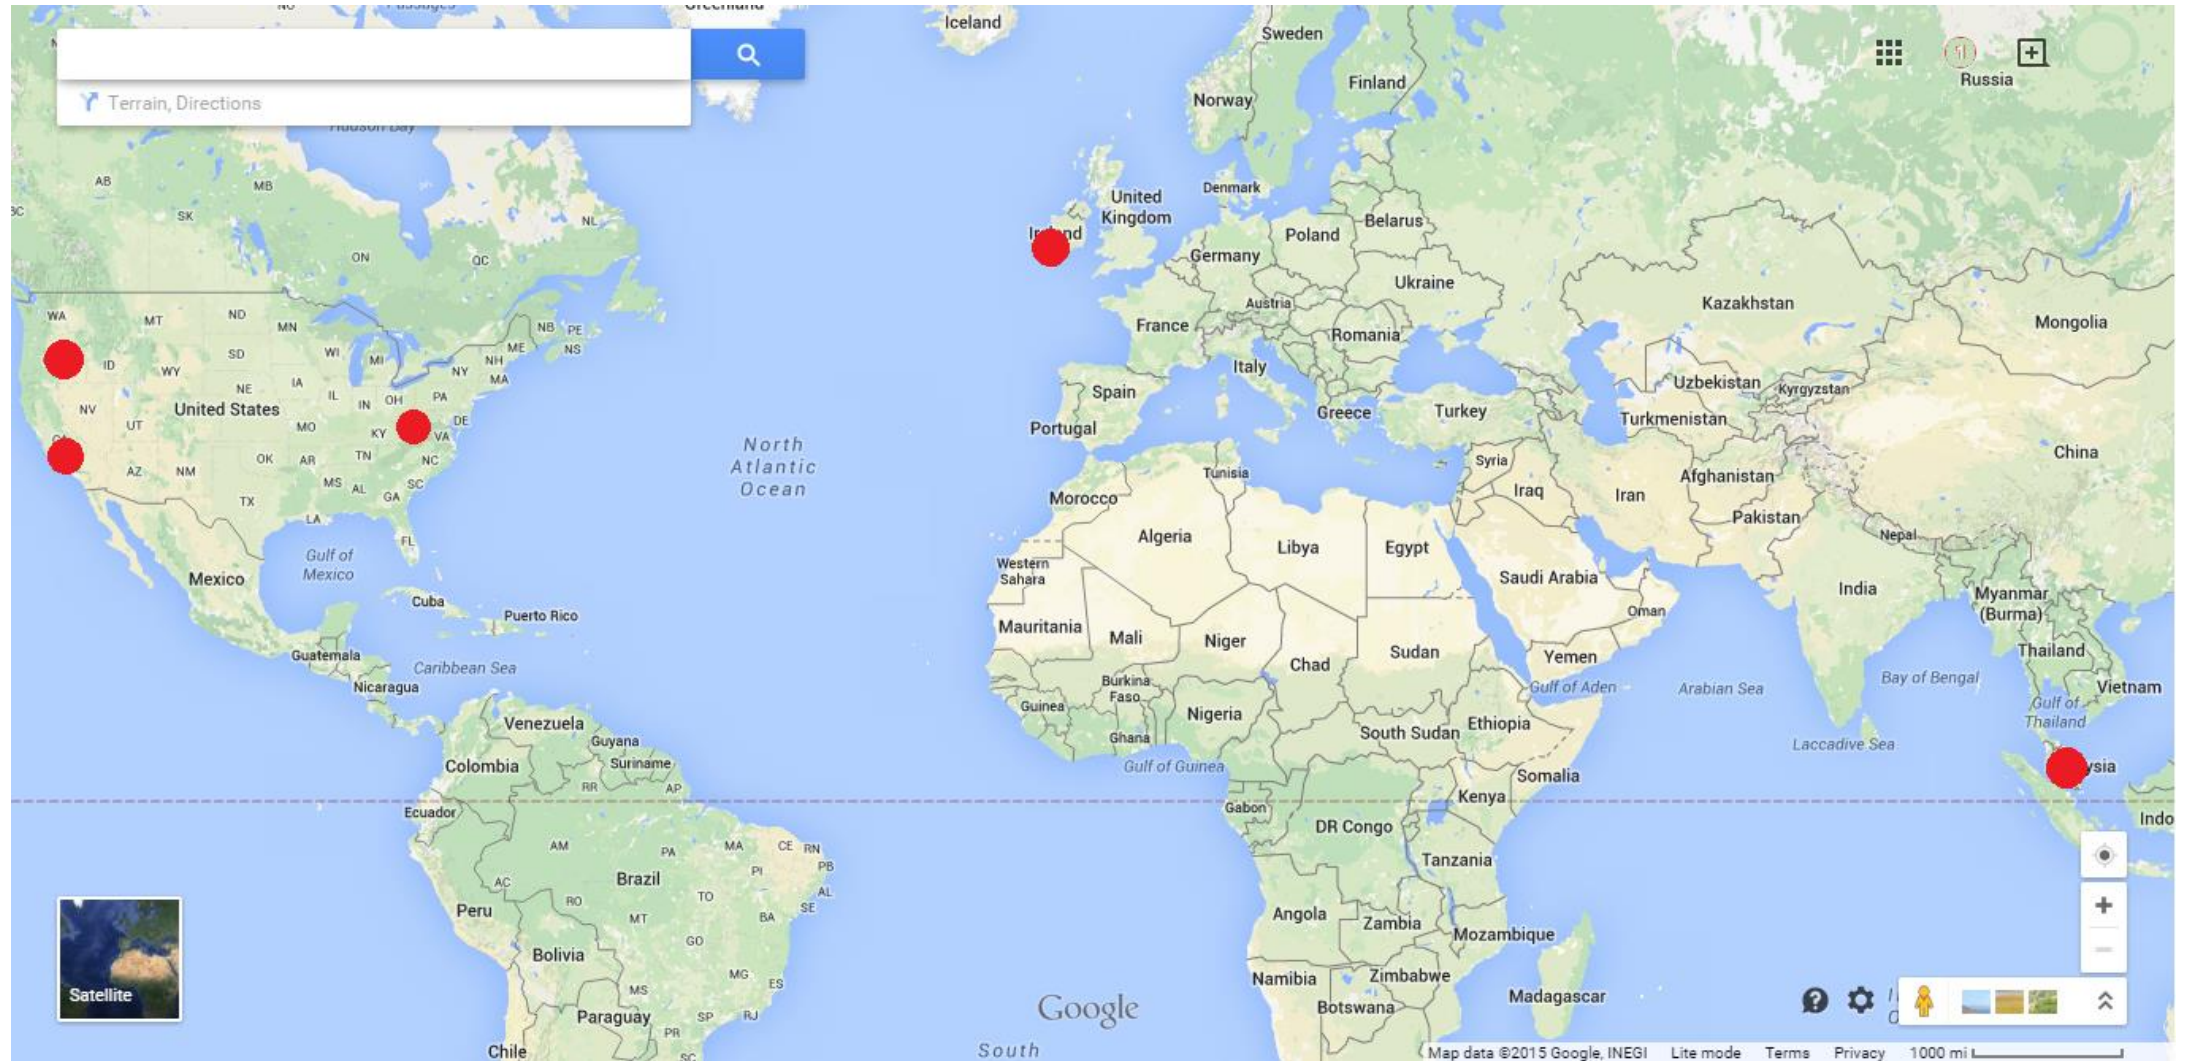 Greenland
Iceland
Sweden
Finland
Norway
Russia
Terrain, Directions
Hudson Bay
AB
MB
SK
NL
ON
QC
Denmark
United
Kingdom
Belarus
Poland
Germany
Ukraine
Kazakhstan
Mongolia
Austria
France
Romania
WA
MT
ND
MN
NB
PE
NS
ME
NH
MA
ID
WY
SD
WI
MI
NY
NE
IA
IL
IN
OH
PA
DE
NV
UT
United States
MO
KY
VA
Italy
Spain
Portugal
Greece
Turkey
Uzbekistan
Kyrgyzstan
Turkmenistan
China
AZ
NM
OK
AR
TN
NC
MS
AL
GA
SC
TX
LA
FL
North
Atlantic
Ocean
Tunisia
Morocco
Syria
Iraq
Iran
Afghanistan
Pakistan
Nepal
Algeria
Libya
Egypt
Gulf of
Mexico
Mexico
Western
Sahara
Saudi Arabia
India
Myanmar
(Burma)
Cuba
Puerto Rico
Oman
Mauritania
Mali
Niger
Chad
Sudan
Yemen
Thailand
Guatemala
Caribbean Sea
Nicaragua
Burkina
Faso
Gulf of Aden
Arabian Sea
Bay of Bengal
Vietnam
Gulf of
Thailand
Guinea
Nigeria
Ghana
South Sudan
Ethiopia
Laccadive Sea
Venezuela
Guyana
Suriname
Colombia
Gulf of Guinea
Somalia
ysia
RR
AP
Ecuador
Gabon
Kenya
DR Congo
Indo
AM
PA
MA
CE
RN
PB
PI
AL
Tanzania
Brazil
AC
TO
RO
SE
Peru
MT
BA
Angola
Zambia
Mozambique
GO
Bolivia
MG
ES
Namibia
Zimbabwe
Satellite
MS
Madagascar
Botswana
Google
Paraguay
SP
RJ
PR
SC
Chile
South
Map data ©2015 Google, INEGI Lite mode Terms Privacy 1000 mi